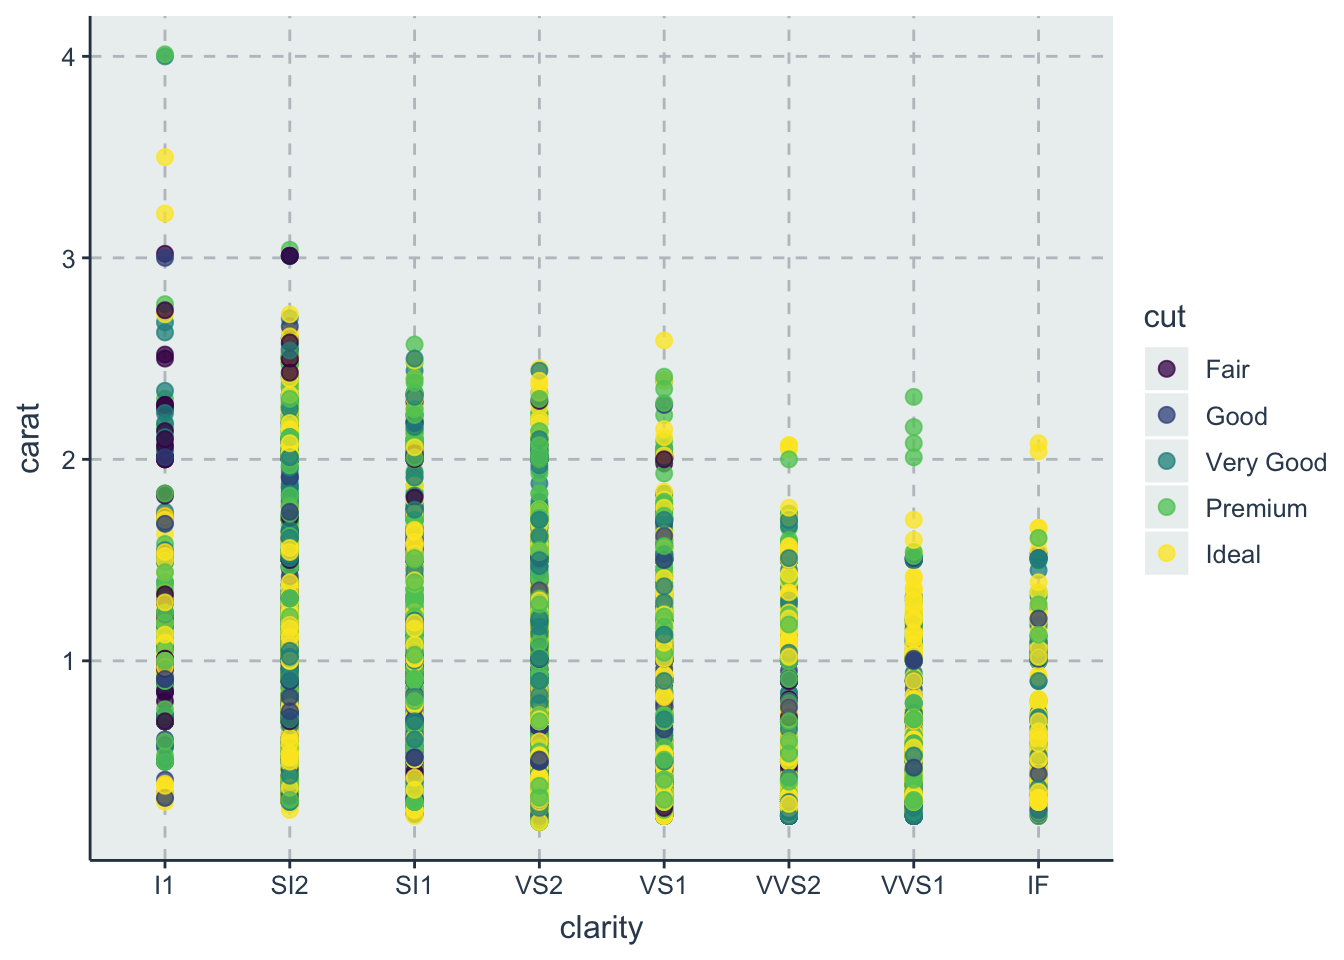 4
3
2
1
carat
I1 SI2 SI1 VS2 VS1 VVS2 VVS1 IF
clarity
cut
Fair
Good
Very Good
Premium
Ideal